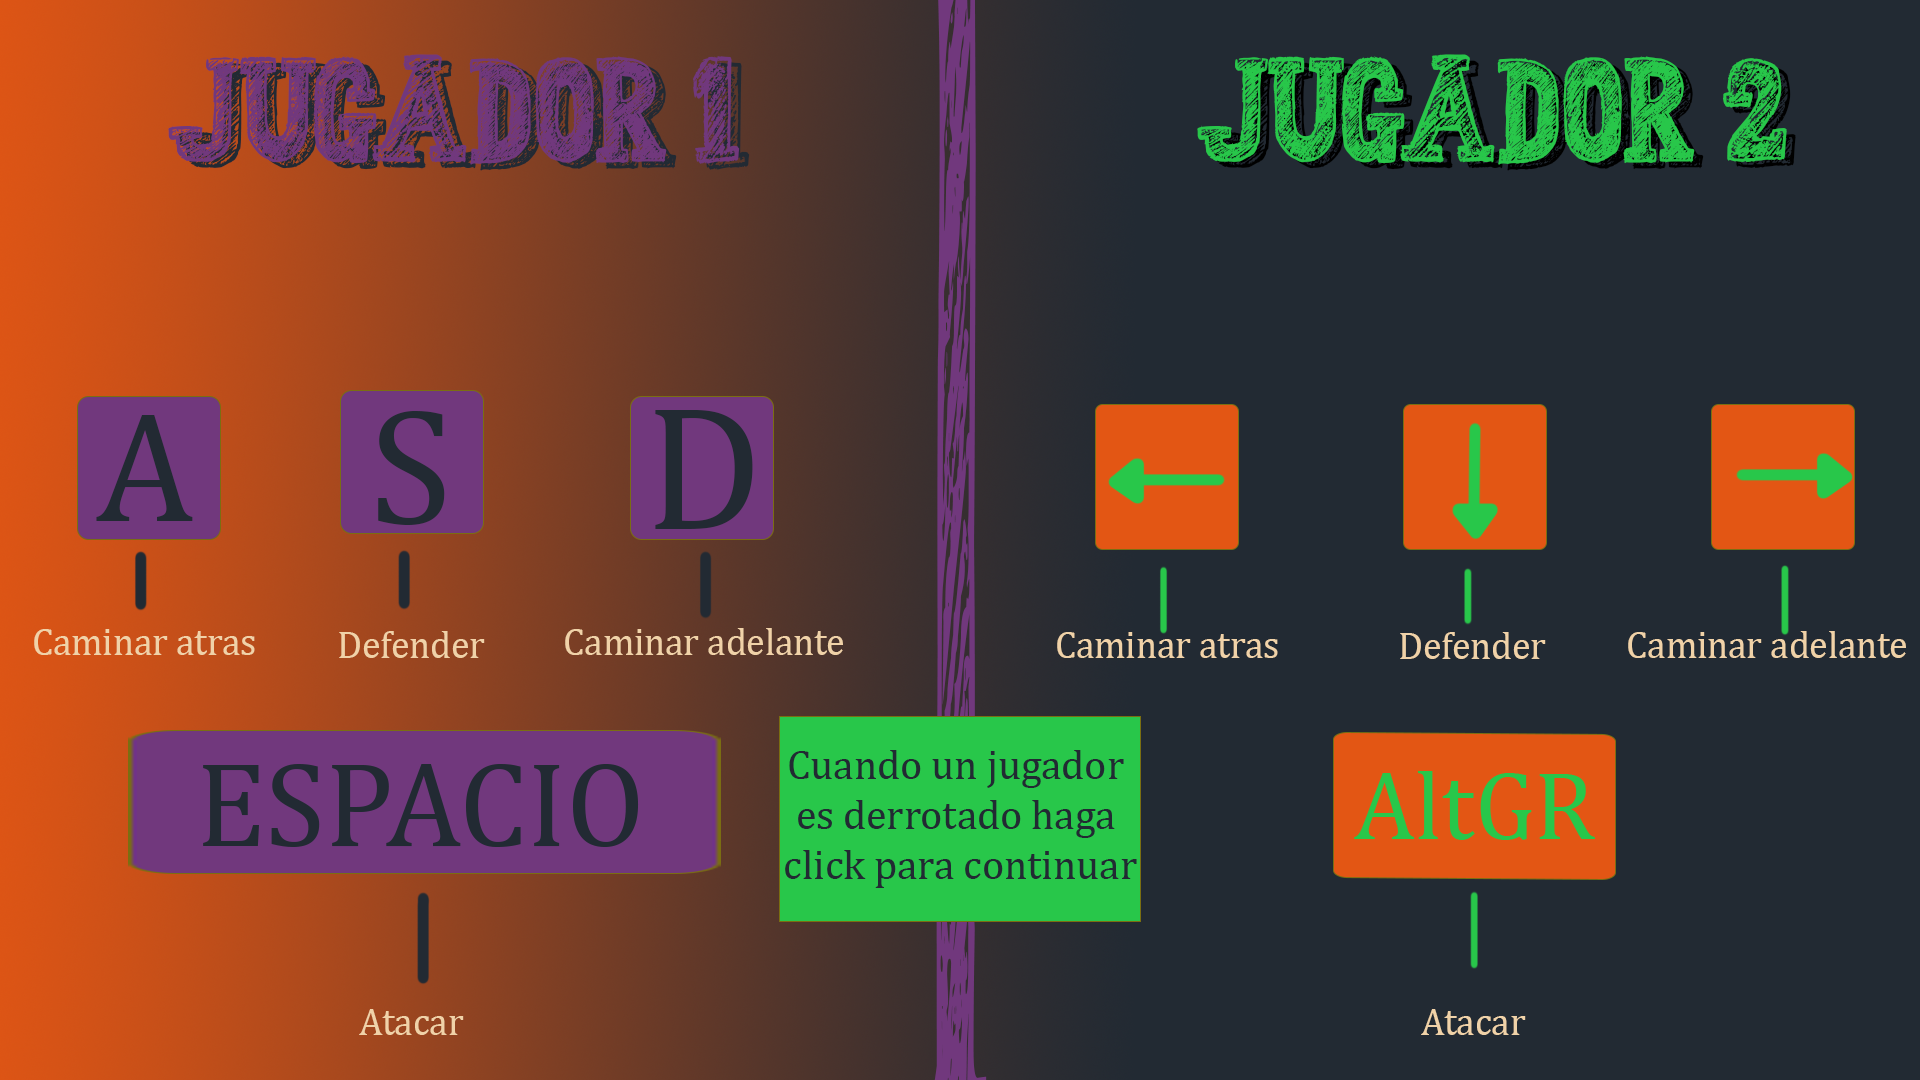 JUGADOR 1
A
S
D
Caminar atras
Defender
Caminar adelante
ESPACIO
Atacar
Cuando un jugador
es derrotado haga
click para continuar
JUGADOR 2
Caminar atras
Defender
Caminar adelante
AltGR
Atacar